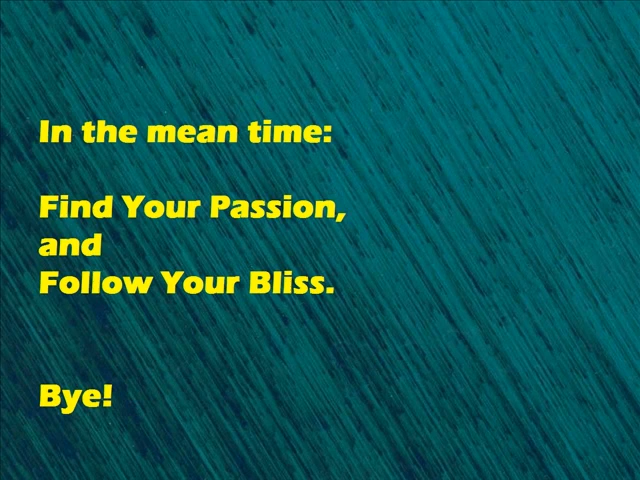 In the mean time:
Find Your Passion,
and
Follow Your Bliss.
Bye!